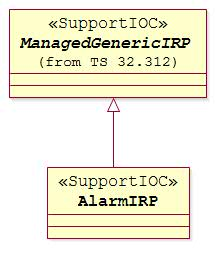 «SupportIOC»
ManagedGenericIRP
(from TS 32.312)
«SupportIOC»
AlarmIRP